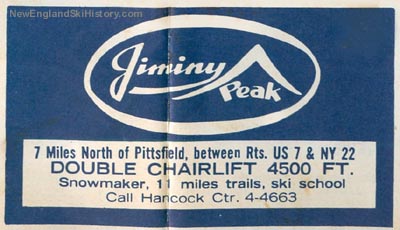 NewEnglandSkiHistory.com
Jiminy
Peak
7 Miles North of Pittsfield, between Rts. US 7 & NY 22
DOUBLE CHAIRLIFT 4500 FT.
Snowmaker, 11 miles trails, ski school
Call Hancock Ctr. 4-4663